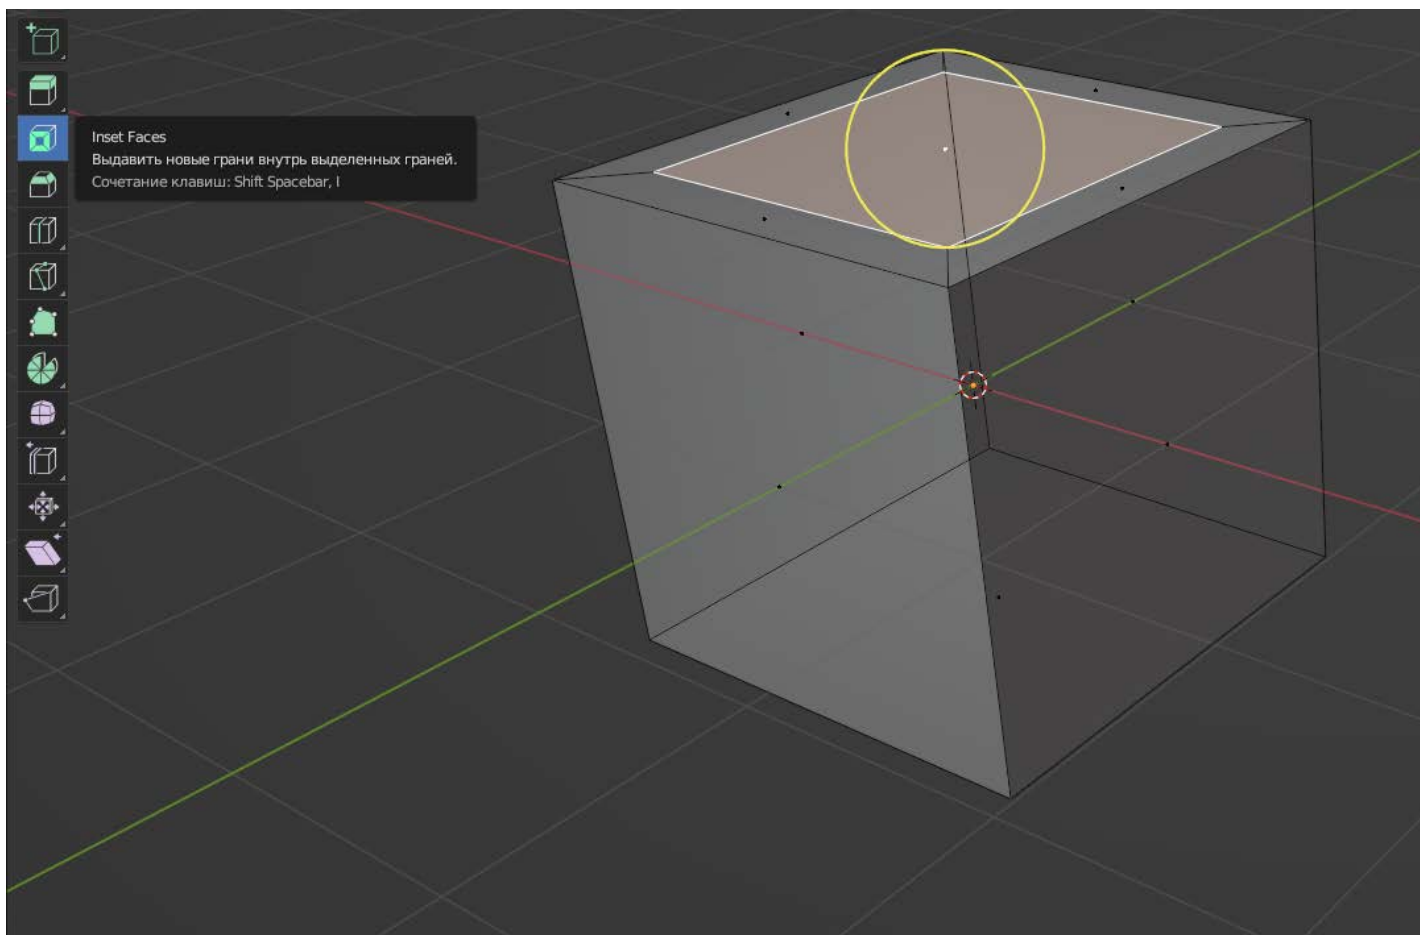 Inset Faces
Выдавить новые грани внутрь выделенных граней.
Сочетание клавиш: Shift Spacebar, I